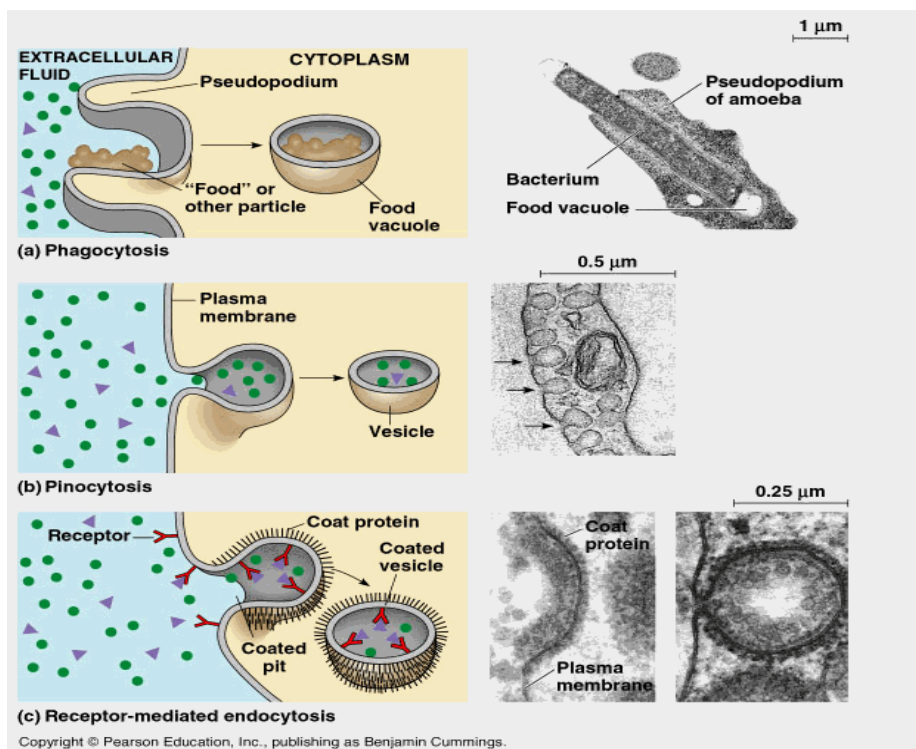 1 µm
EXTRACELLULAR
FLUID
CYTOPLASM
Pseudopodium
"Food" or
other particle
Food
vacuole
Pseudopodium
of amoeba
Bacterium
Food vacuole
(a) Phagocytosis
0.5 µm
Plasma
membrane
Vesicle
(b) Pinocytosis
0.25 µm
Receptor
Coat protein
Coated
vesicle
Coated
pit
Coat
protein
Plasma
membrane
(c) Receptor-mediated endocytosis
Copyright © Pearson Education, Inc., publishing as Benjamin Cummings.